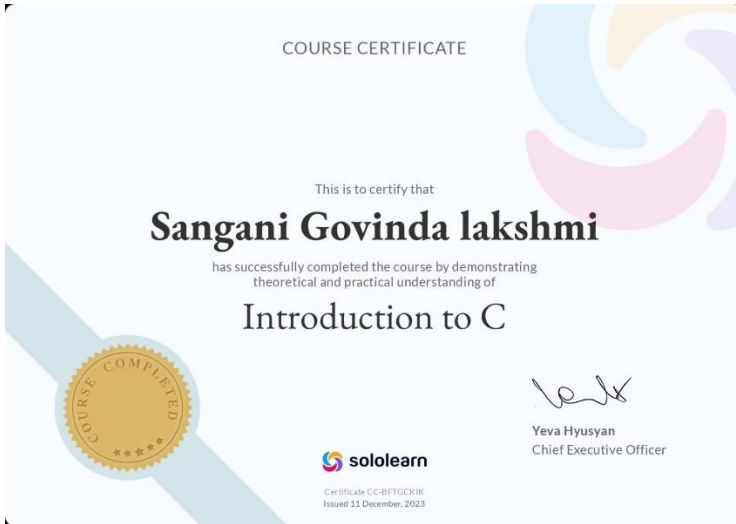 COURSE CERTIFICATE
This is to certify that
Sangani Govinda lakshmi
has successfully completed the course by demonstrating
theoretical and practical understanding of
Introduction to C
COURSE COMPLETED
Yeva Hyusyan
Chief Executive Officer
sololearn
Certificate CC-BFTGCKIK
Issued 11 December, 2023